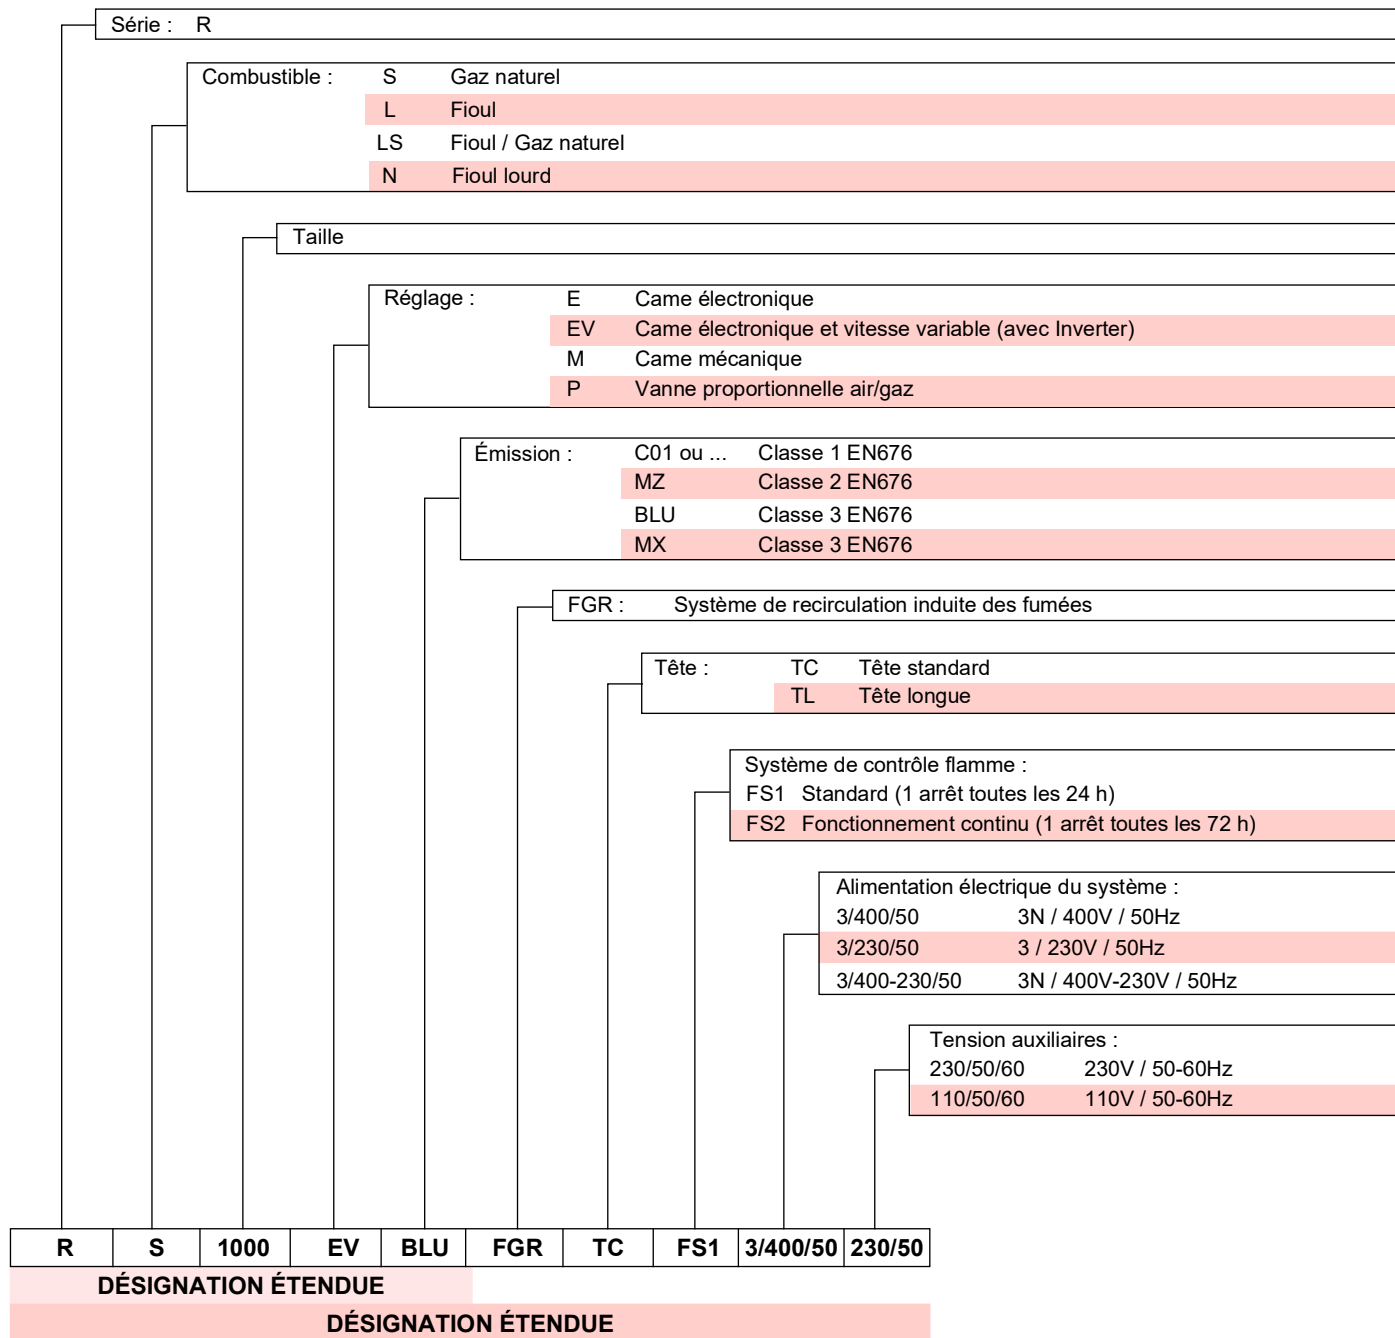 Série : R
Combustible : S Gaz naturel
L Fioul
LS Fioul / Gaz naturel
N Fioul lourd
Taille
Réglage : E Came électronique
EV Came électronique et vitesse variable (avec Inverter)
M Came mécanique
P Vanne proportionnelle air/gaz
Émission : C01 ou ... Classe 1 EN676
MZ Classe 2 EN676
BLU Classe 3 EN676
MX Classe 3 EN676
FGR : Système de recirculation induite des fumées
Tête : TC Tête standard
TL Tête longue
Système de contrôle flamme :
FS1 Standard (1 arrêt toutes les 24 h)
FS2 Fonctionnement continu (1 arrêt toutes les 72 h)
Alimentation électrique du système :
3/400/50 3N / 400V / 50Hz
3/230/50 3 / 230V / 50Hz
3/400-230/50 3N / 400V-230V / 50Hz
Tension auxiliaires :
230/50/60 230V / 50-60Hz
110/50/60 110V / 50-60Hz
R S 1000 EV BLU FGR TC FS1 3/400/50 230/50
DÉSIGNATION ÉTENDUE
DÉSIGNATION ÉTENDUE